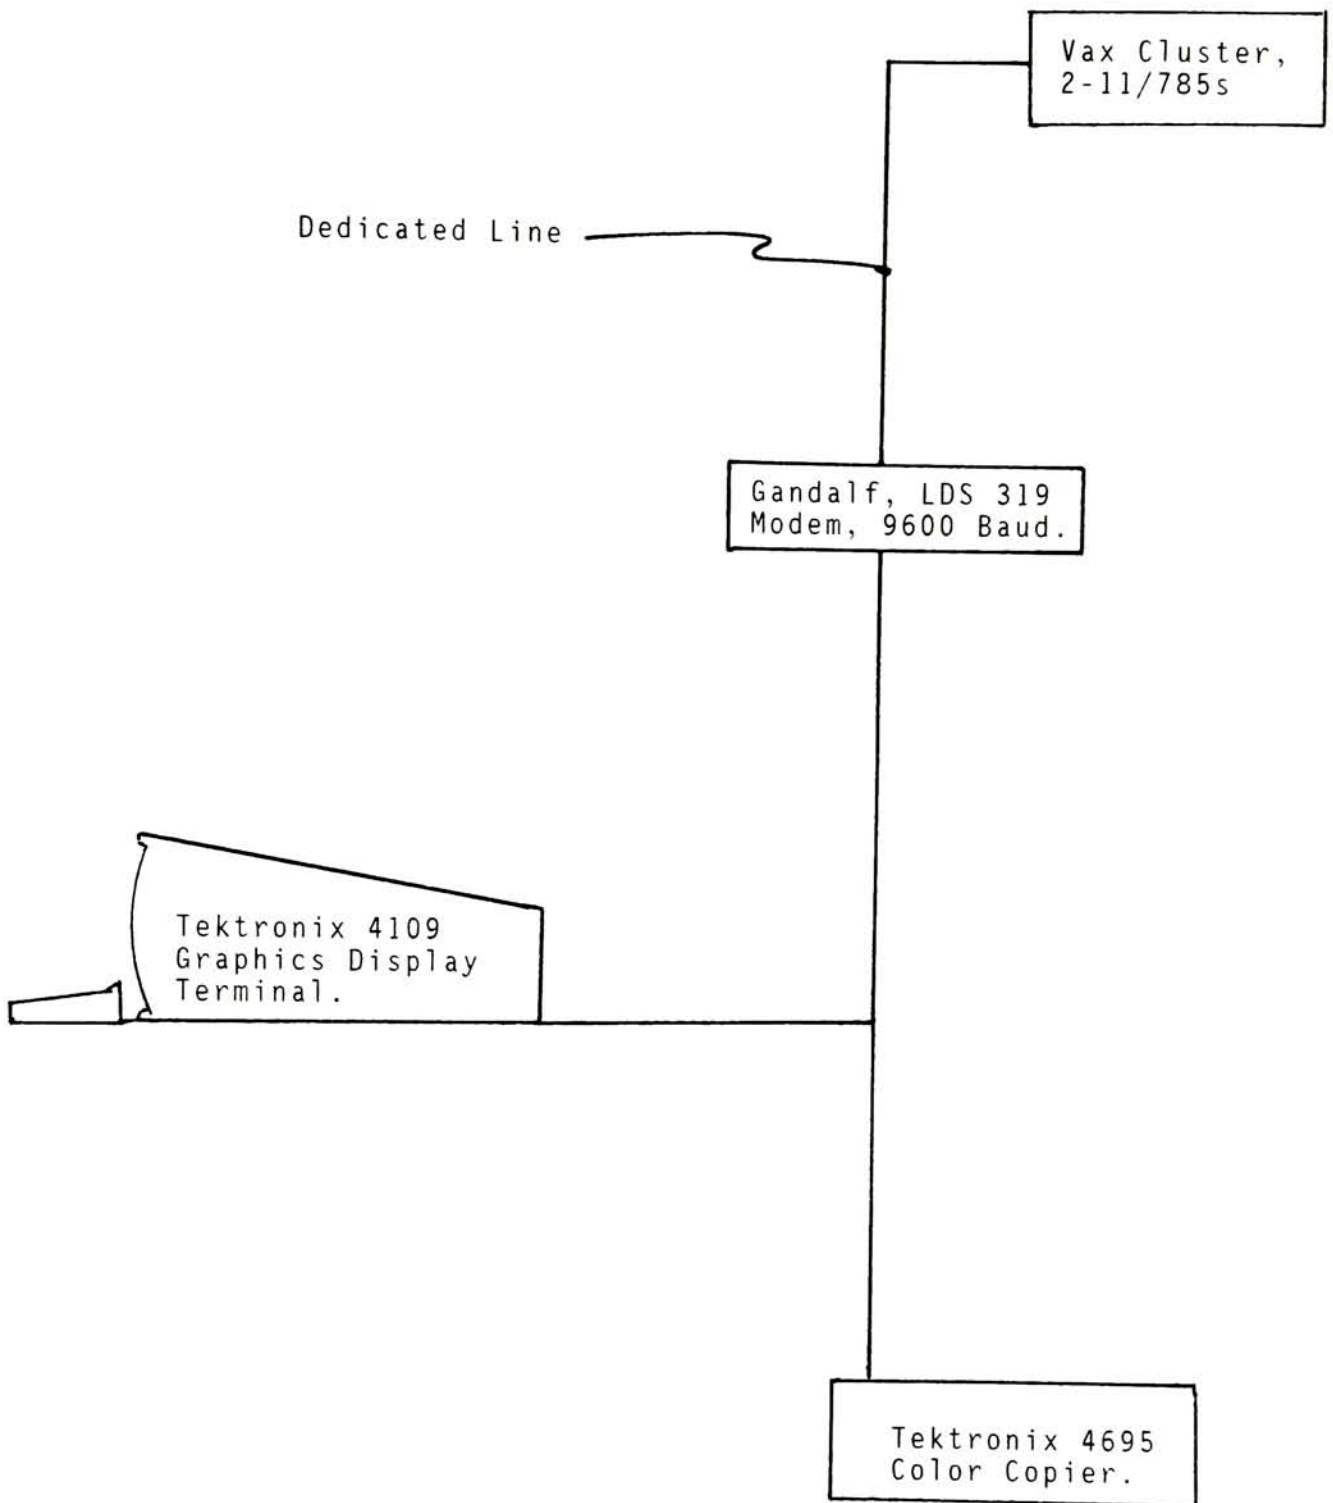 Vax Cluster,
2-11/785s
Dedicated Line
Gandalf, LDS 319
Modem, 9600 Baud.
Tektronix 4109
Graphics Display
Terminal.
Tektronix 4695
Color Copier.